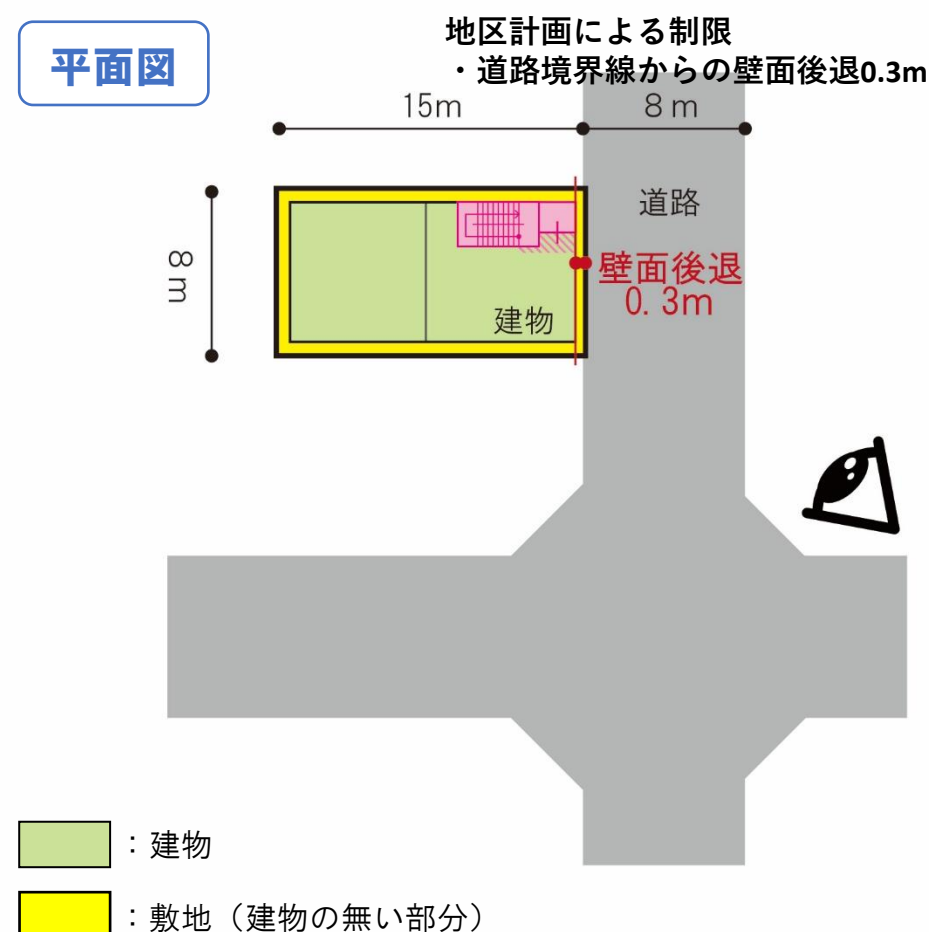 平面図
地区計画による制限
・道路境界線からの壁面後退0.3m
15m
8m
道路
8m
壁面後退
0.3m
建物
：建物
：敷地（建物の無い部分）